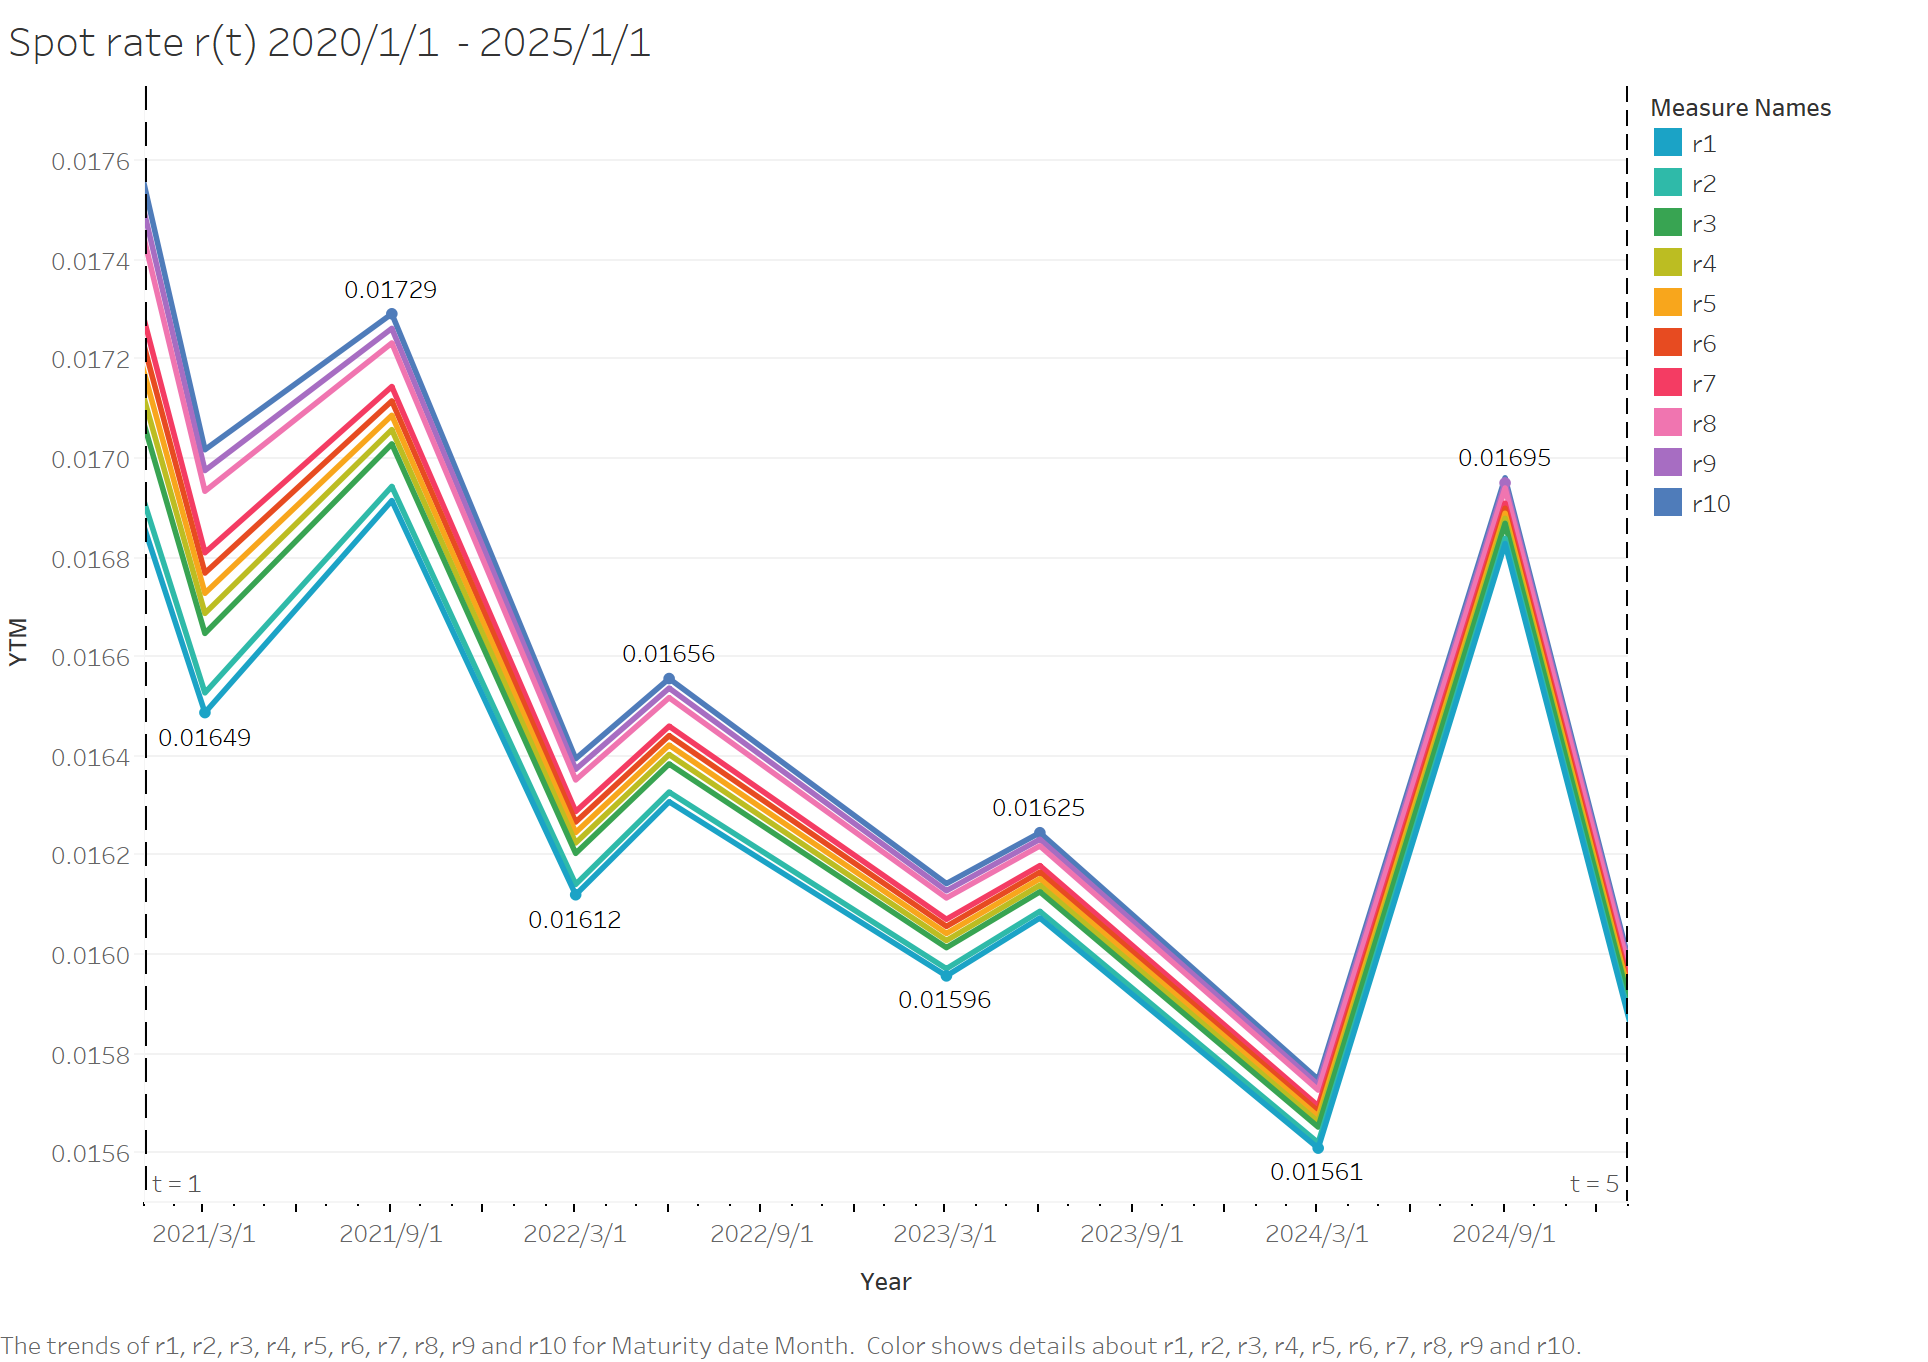 Spot rate r(t) 2020/1/1 - 2025/1/1
Measure Names
r1
r2
r3
r4
r5
r6
r7
r8
r9
r10
YTM
0.0176
0.0174
0.0172
0.0170
0.0168
0.0166
0.0164
0.0162
0.0160
0.0158
0.0156
0.01729
0.01695
0.01656
0.01649
0.01625
0.01612
0.01596
0.01561
t = 1
t = 5
2021/3/1
2021/9/1
2022/3/1
2022/9/1
2023/3/1
2023/9/1
2024/3/1
2024/9/1
Year
The trends of r1, r2, r3, r4, r5, r6, r7, r8, r9 and r10 for Maturity date Month. Color shows details about r1, r2, r3, r4, r5, r6, r7, r8, r9 and r10.